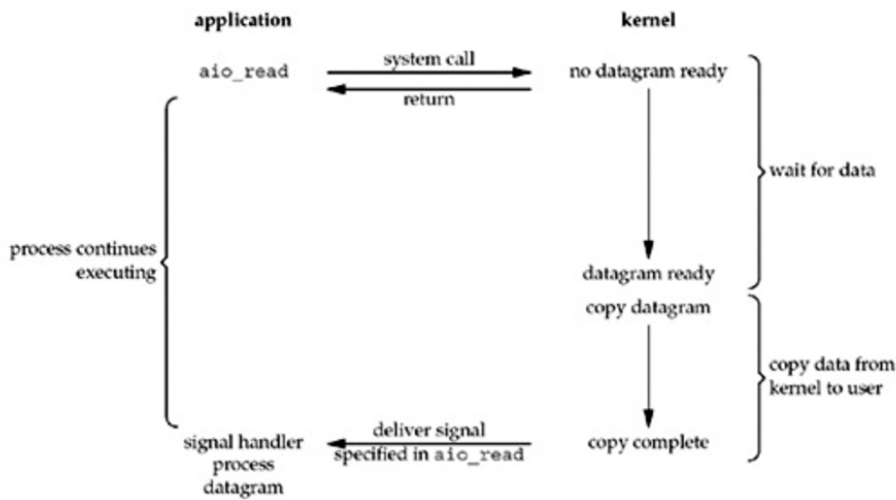 application
kernel
aio_read
system call
no datagram ready
return
wait for data
process continues
executing
datagram ready
copy datagram
copy data from
kernel to user
signal handler
process
datagram
deliver signal
specified in aio_read
copy complete